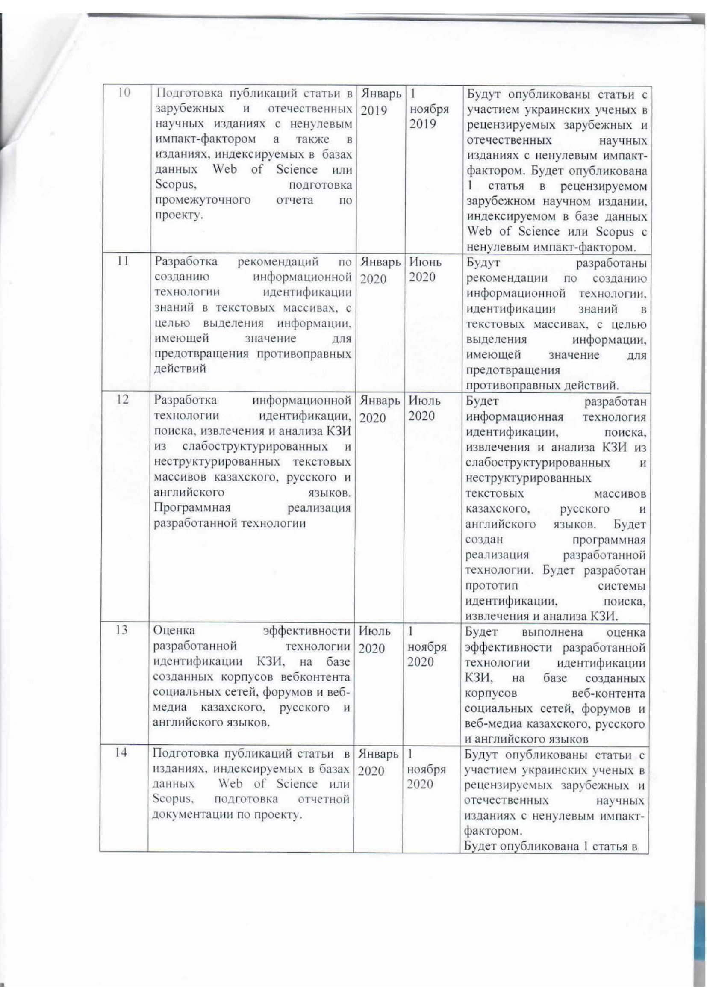 10
Подготовка публикаций статьи в
зарубежных и отечественных
научных изданиях с ненулевым
импакт-фактором а также в
изданиях, индексируемых в базах
данных Web of Science или
Scopus, подготовка
промежуточного отчета по
проекту.
Январь
2019
1
ноября
2019
Будут опубликованы статьи с
участием украинских ученых в
рецензируемых зарубежных и
отечественных научных
изданиях с ненулевым импакт-
фактором. Будет опубликована
1 статья в рецензируемом
зарубежном научном издании,
индексируемом в базе данных
Web of Science или Scopus с
ненулевым импакт-фактором.
11
Разработка рекомендаций по
созданию информационной
технологии идентификации
знаний в текстовых массивах, с
целью выделения информации,
имеющей значение для
предотвращения противоправных
действий
Январь
2020
Июнь
2020
Будут разработаны
рекомендации по созданию
информационной технологии,
идентификации знаний в
текстовых массивах, с целью
выделения информации,
имеющей значение для
предотвращения
противоправных действий.
12
Разработка информационной
технологии идентификации,
поиска, извлечения и анализа КЗИ
из слабоструктурированных и
неструктурированных текстовых
массивов казахского, русского и
английского языков.
Программная реализация
разработанной технологии
Январь
2020
Июль
2020
Будет разработан
информационная технология
идентификации, поиска,
извлечения и анализа КЗИ из
слабоструктурированных и
неструктурированных
текстовых массивов
казахского, русского и
английского языков. Будет
создан программная
реализация разработанной
технологии. Будет разработан
прототип системы
идентификации, поиска,
извлечения и анализа КЗИ.
13
Оценка эффективности
разработанной технологии
идентификации КЗИ, на базе
созданных корпусов вебконтента
социальных сетей, форумов и веб-
медиа казахского, русского и
английского языков.
Июль
2020
1
ноября
2020
Будет выполнена оценка
эффективности разработанной
технологии идентификации
КЗИ, на базе созданных
корпусов веб-контента
социальных сетей, форумов и
веб-медиа казахского, русского
и английского языков
14
Подготовка публикаций статьи в
изданиях, индексируемых в базах
данных Web of Science или
Scopus, подготовка отчетной
документации по проекту.
Январь
2020
1
ноября
2020
Будут опубликованы статьи с
участием украинских ученых в
рецензируемых зарубежных и
отечественных научных
изданиях с ненулевым импакт-
фактором.
Будет опубликована 1 статья в